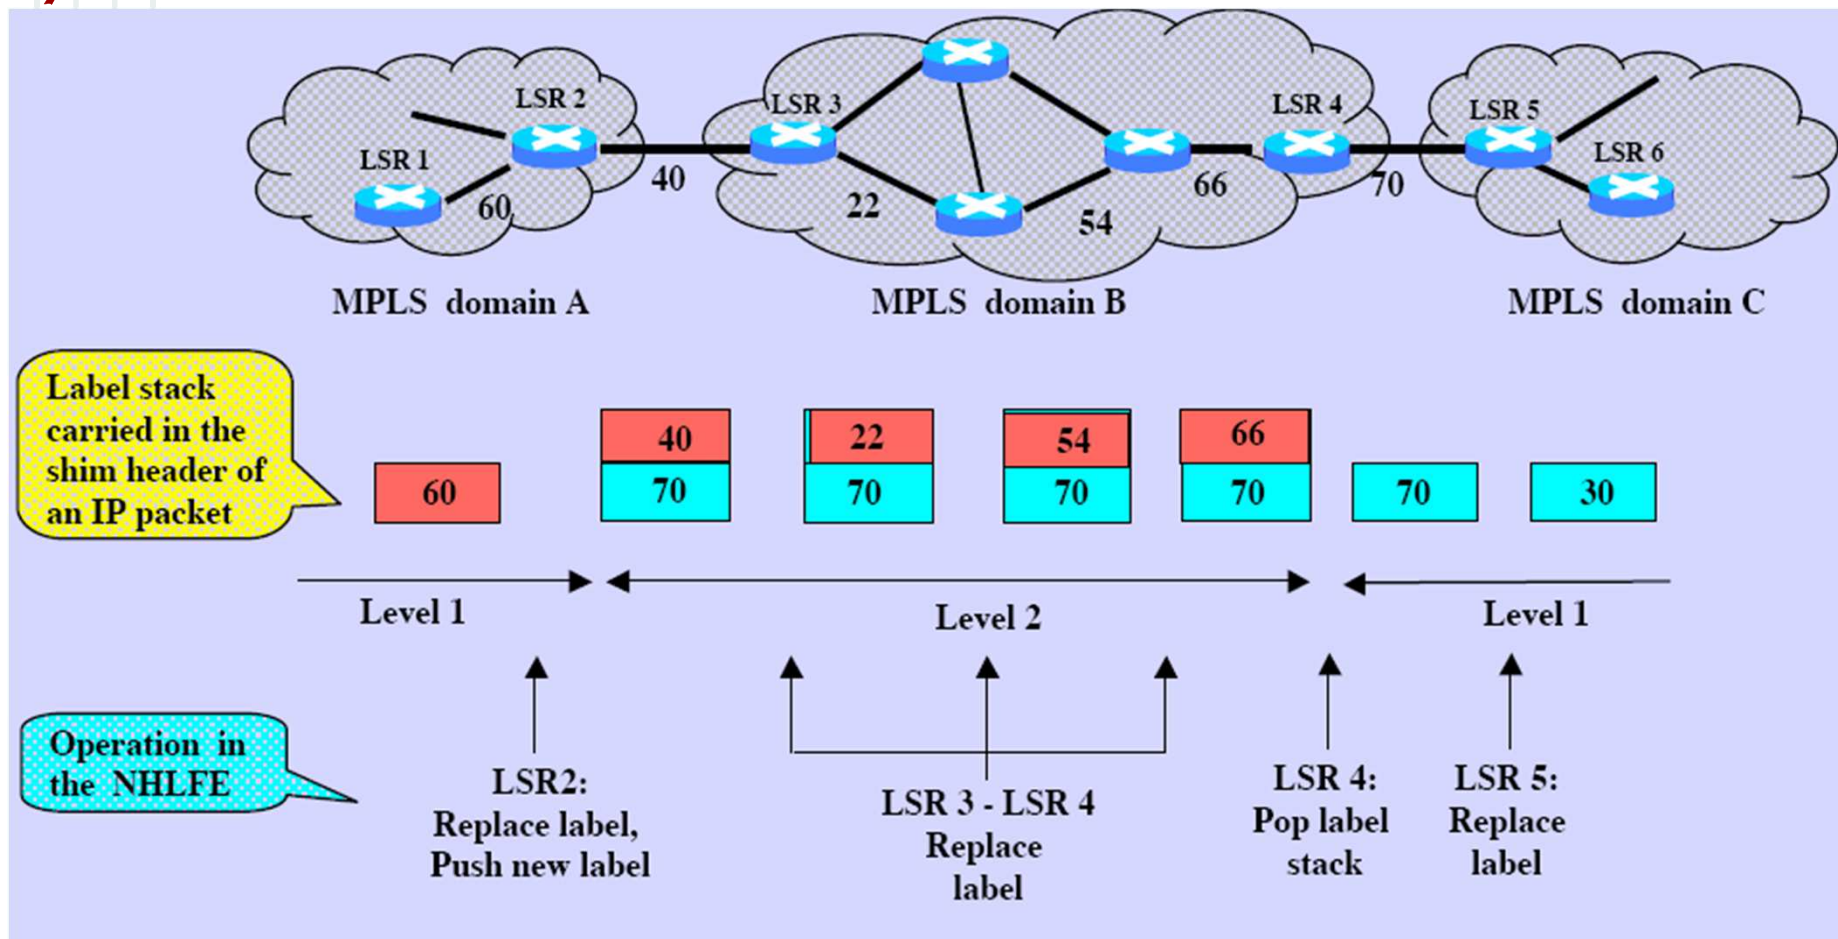 LSR 2
LSR 3
LSR 4
LSR 5
LSR 1
LSR 6
40
60
22
54
66
70
MPLS domain A
MPLS domain B
MPLS domain C
Label stack
carried in the
shim header of
an IP packet
60
40
70
22
70
54
70
66
70
70
30
Level 1
Level 2
Level 1
Operation in
the NHLFE
LSR2:
Replace label,
Push new label
LSR 3 - LSR 4
Replace
label
LSR 4:
Pop label
stack
LSR 5:
Replace
label